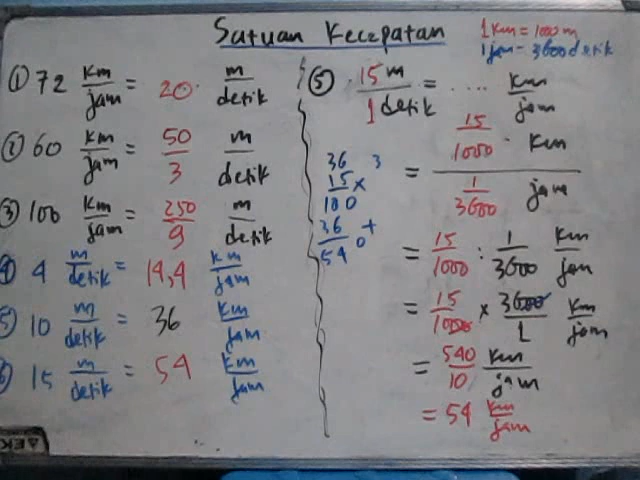 Satuan Kecepatan
1 Km = 1000 m
1 jam = 3600 detik
① 72 Km/jam = 20 m/detik
② 60 Km/jam = 50/3 m/detik
③ 100 Km/jam = 250/9 m/detik
④ 4 m/detik = 14,4 Km/jam
⑤ 10 m/detik = 36 Km/jam
⑥ 15 m/detik = 54 Km/jam
⑤ 15 m / 1 detik = .... Km/jam
= 15/1000 . Km / 1/3600 jam
= 15/1000 : 1/3600 Km/jam
= 15/1000 x 3600/1 Km/jam
= 540/10 Km/jam
= 54 Km/jam
36 3
15 x
180
36 +
540